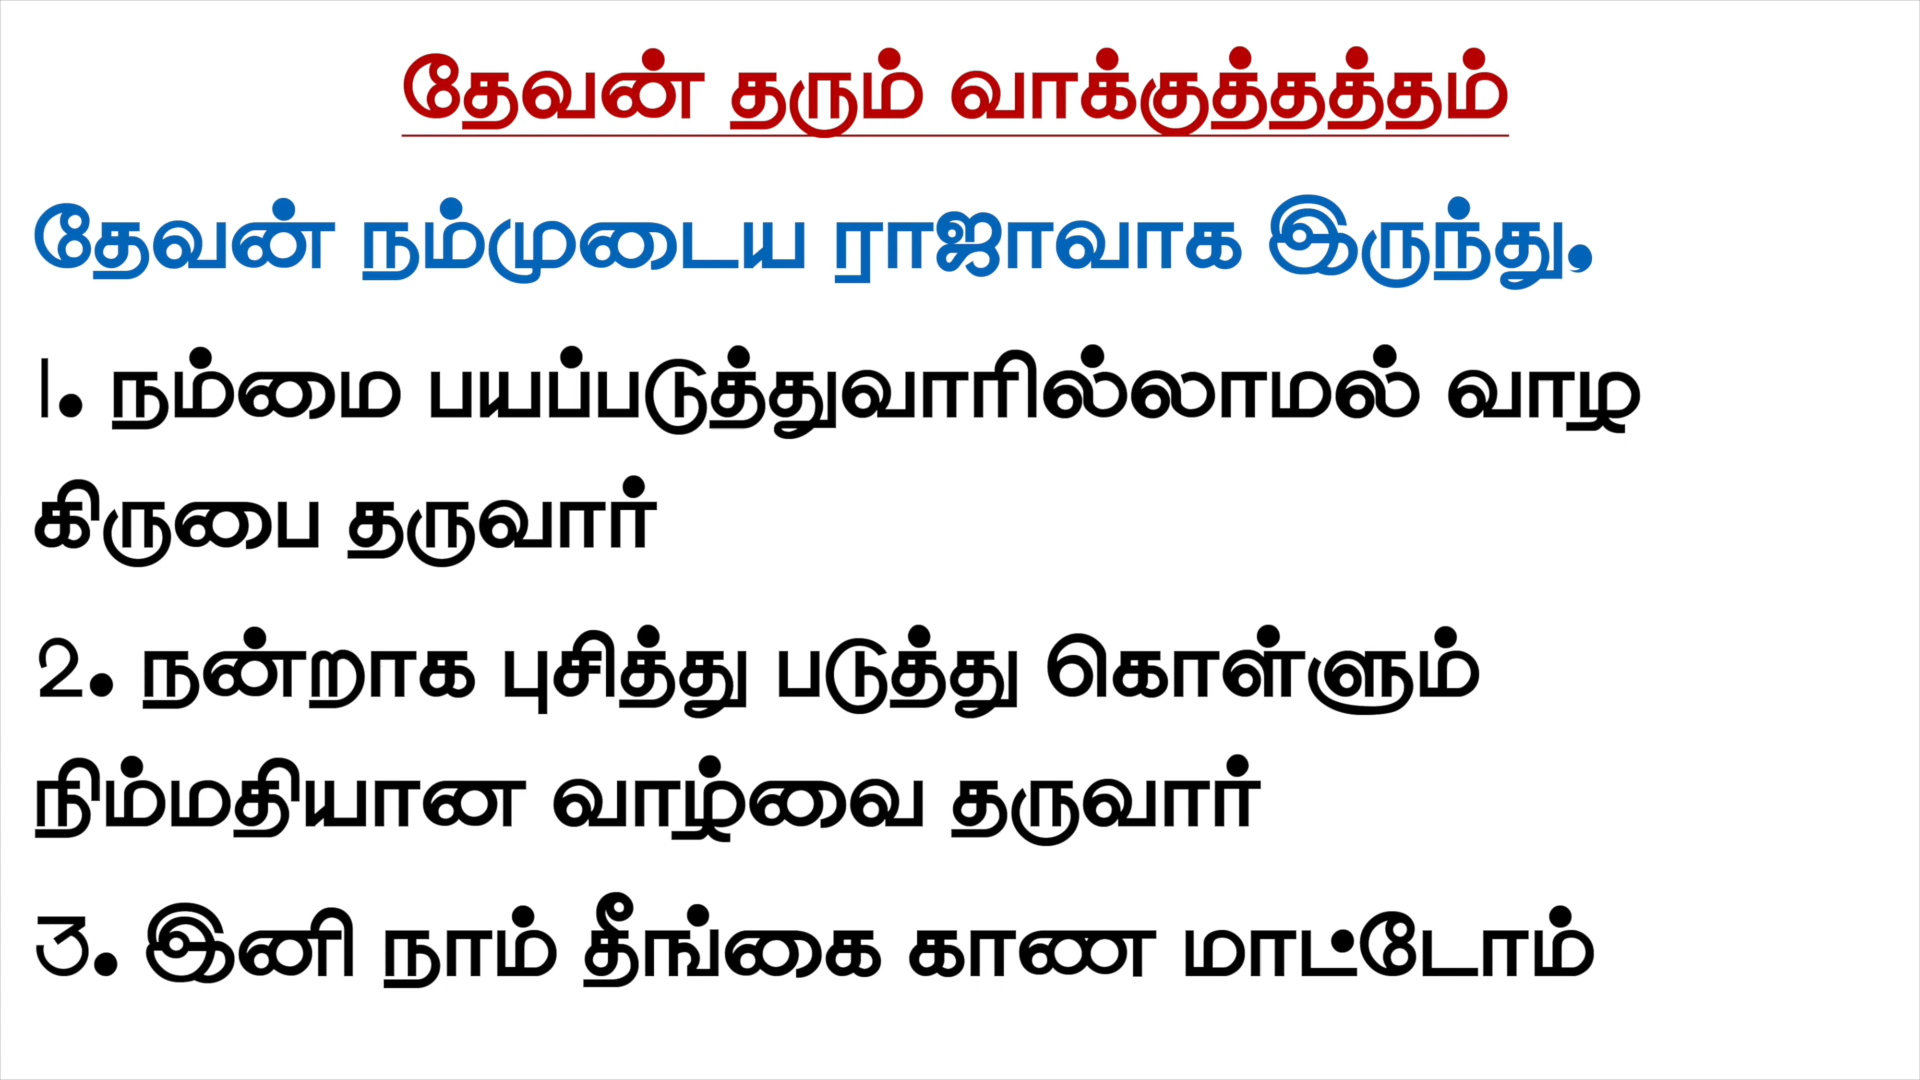 தேவன் தரும் வாக்குத்தத்தம்
தேவன் நம்முடைய ராஜாவாக இருந்து,
1. நம்மை பயப்படுத்துவாரில்லாமல் வாழ
கிருபை தருவார்
2. நன்றாக புசித்து படுத்து கொள்ளும்
நிம்மதியான வாழ்வை தருவார்
3. இனி நாம் தீங்கை காண மாட்டோம்